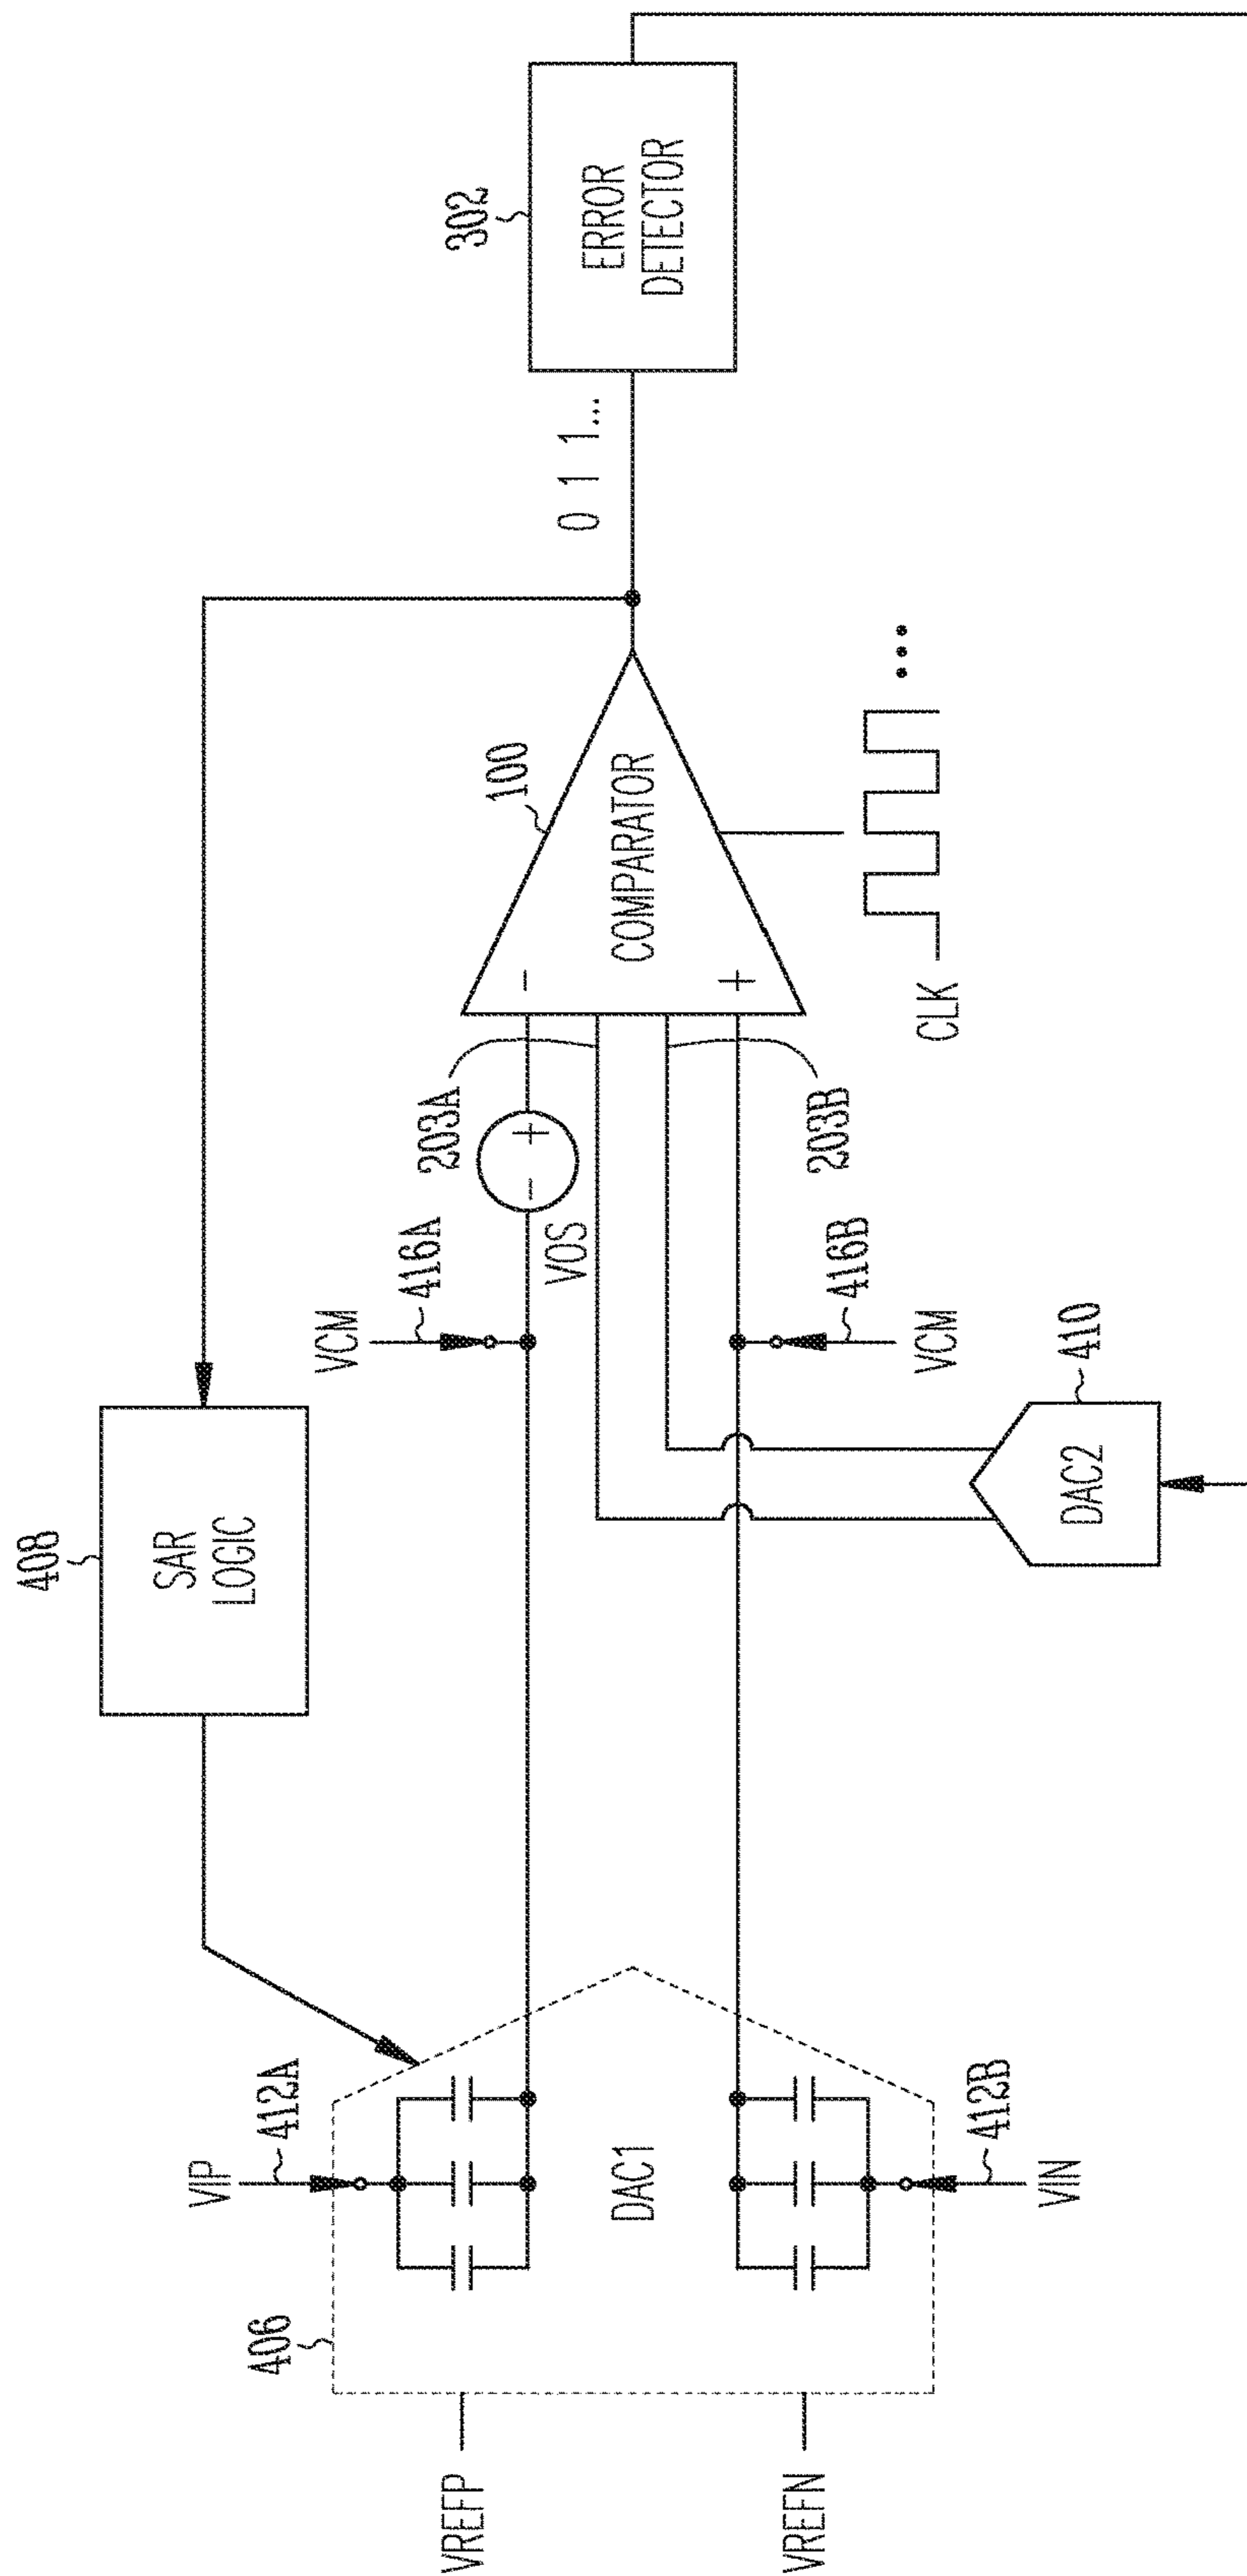 408
SAR
LOGIC
302
ERROR
DETECTOR
0 1 1 1...
406
VIP
412A
VCM
416A
VOS
203A
100
COMPARATOR
-
+
-
+
VREFP
VREFN
DAC1
VIN
412B
VCM
416B
203B
CLK
...
DAC2
410